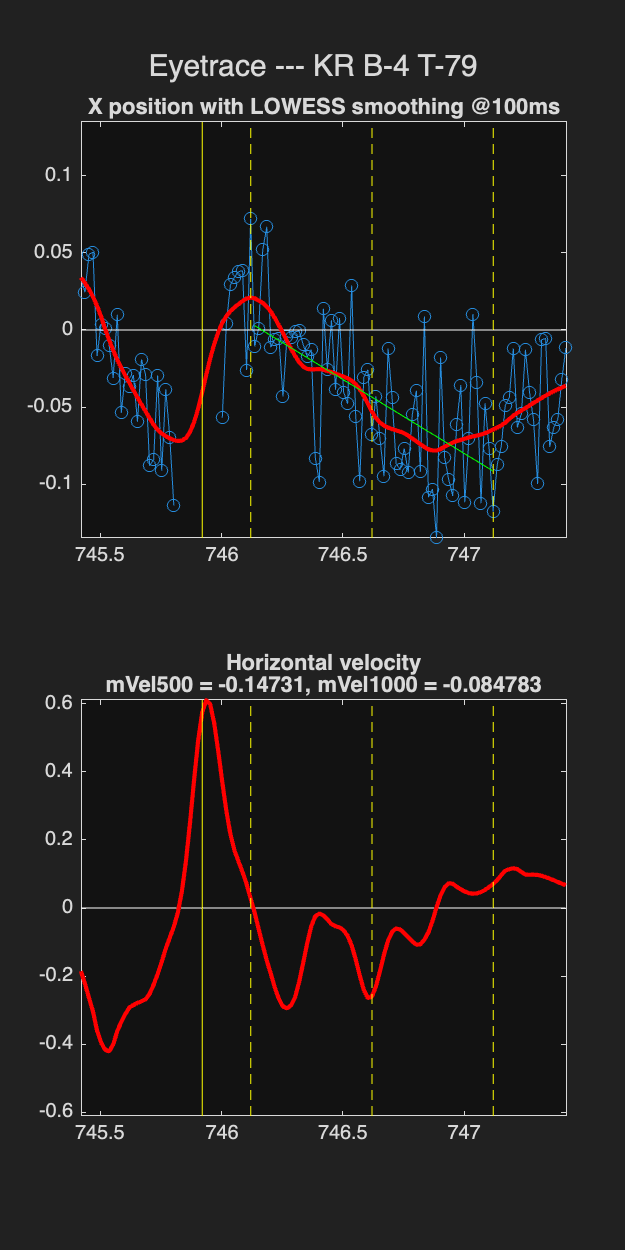 Eyetrace --- KR B-4 T-79
X position with LOWESS smoothing @100ms
0.1
0.05
0
-0.05
-0.1
745.5 746 746.5 747
Horizontal velocity
mVel500 = -0.14731, mVel1000 = -0.084783
0.6
0.4
0.2
0
-0.2
-0.4
-0.6
745.5 746 746.5 747